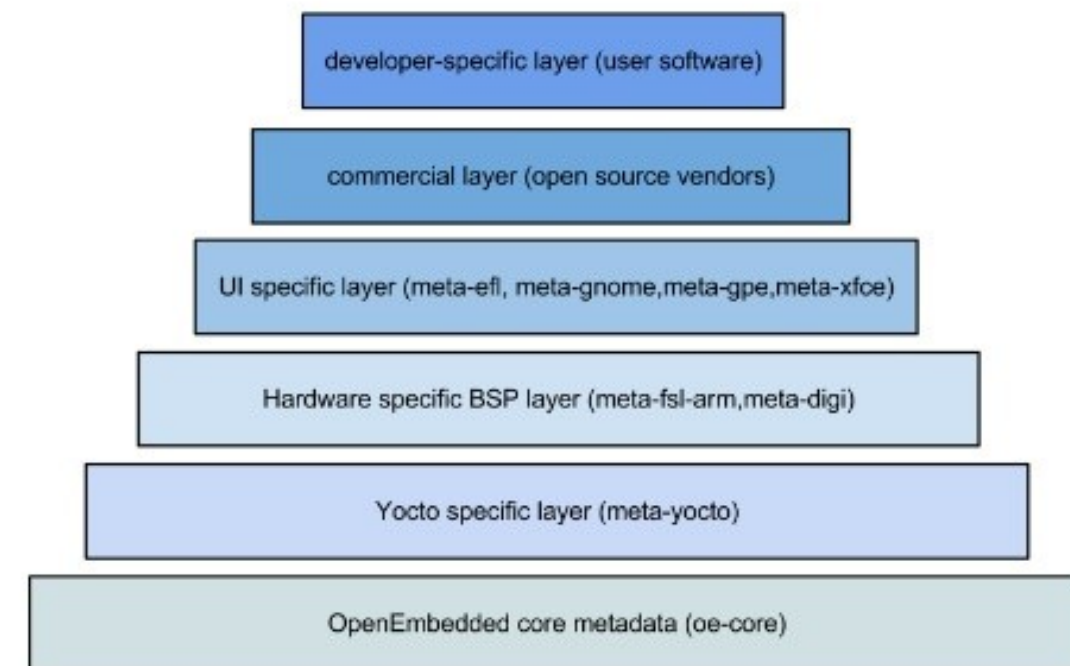 developer-specific layer (user software)
commercial layer (open source vendors)
UI specific layer (meta-efl, meta-gnome,meta-gpe,meta-xfce)
Hardware specific BSP layer (meta-fsl-arm,meta-digi)
Yocto specific layer (meta-yocto)
OpenEmbedded core metadata (oe-core)